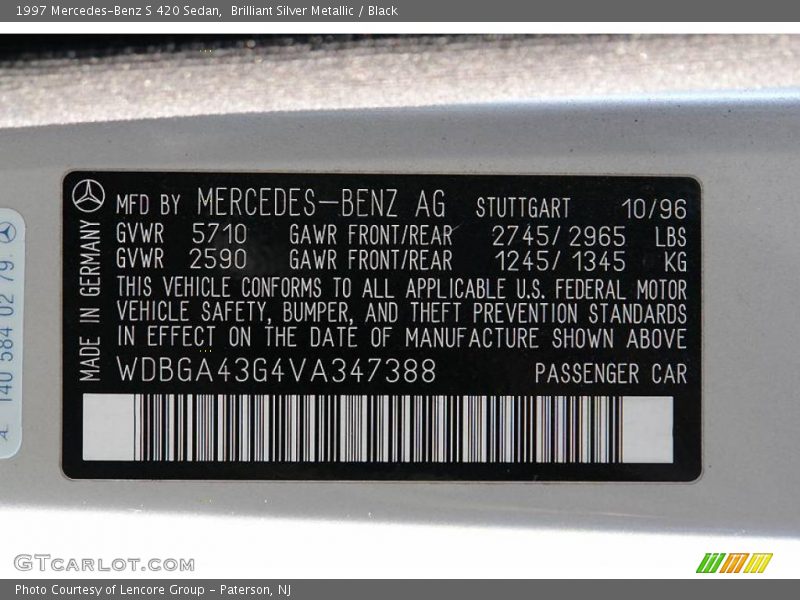 1997 Mercedes-Benz S 420 Sedan,  Brilliant Silver Metallic / Black
MFD BY MERCEDES-BENZ AG STUTTGART 10/96
GVWR 5710 GAWR FRONT/REAR 2745/2965 LBS
GVWR 2590 GAWR FRONT/REAR 1245/1345 KG
THIS VEHICLE CONFORMS TO ALL APPLICABLE U.S. FEDERAL MOTOR
VEHICLE SAFETY, BUMPER, AND THEFT PREVENTION STANDARDS
IN EFFECT ON THE DATE OF MANUFACTURE SHOWN ABOVE
WDBGA43G4VA347388 PASSENGER CAR
MADE IN GERMANY
A 140 584 02 79
GTCARLOT.COM
Photo Courtesy of Lencore Group - Paterson, NJ